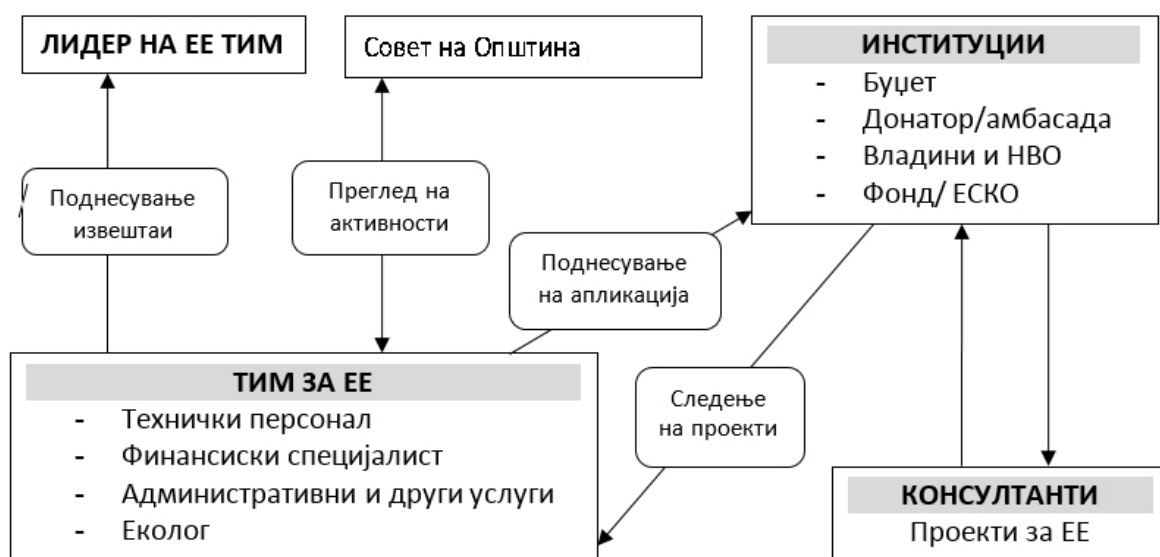 ЛИДЕР НА ЕЕ ТИМ
Совет на Општина
ИНСТИТУЦИИ
- Буџет
- Донатор/амбасада
- Владини и НВО
- Фонд/ ЕСКО
/ Поднесување
извештаи
Преглед на
активности
Поднесување
на апликација
ТИМ ЗА ЕЕ
- Технички персонал
- Финансиски специјалист
- Административни и други услуги
- Еколог
Следење
на проекти
КОНСУЛТАНТИ
Проекти за ЕЕ